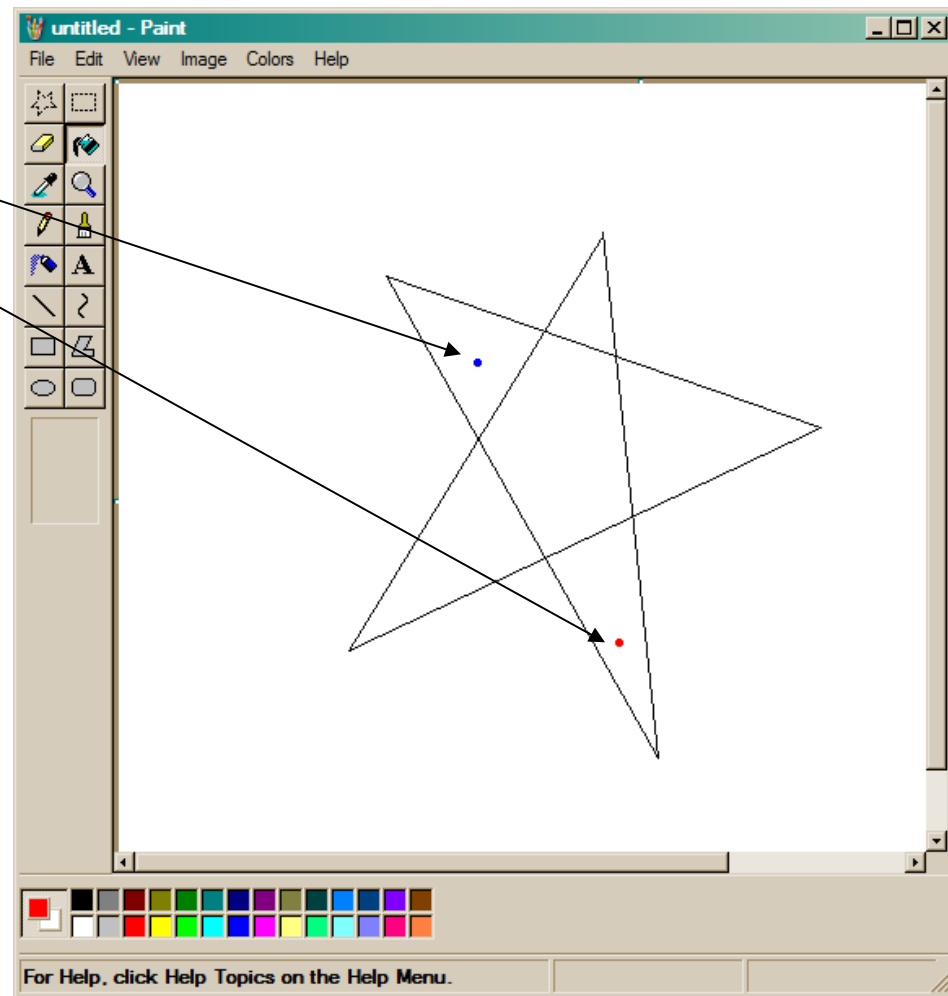 untitled - Paint
File Edit View Image Colors Help
A
For Help, click Help Topics on the Help Menu.